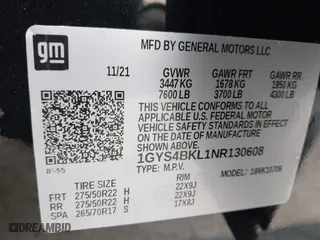 gm
MFD BY GENERAL MOTORS LLC
11/21 GVWR GAWR FRT GAWR RR
3447 KG 1678 KG 1950 KG
7600 LB 3700 LB 4300 LB
THIS VEHICLE CONFORMS TO ALL
APPLICABLE U.S. FEDERAL MOTOR
VEHICLE SAFETY STANDARDS IN EFFECT ON
THE DATE OF MANUFACTURE SHOWN ABOVE.
1GYS4BKL1NR130608
TYPE: M.P.V.
TIRE SIZE RIM
FRT 275/50R22 H 22X9J
RR 275/50R22 H 22X9J
SPA 265/70R17 S 17X8J
DREAMBID